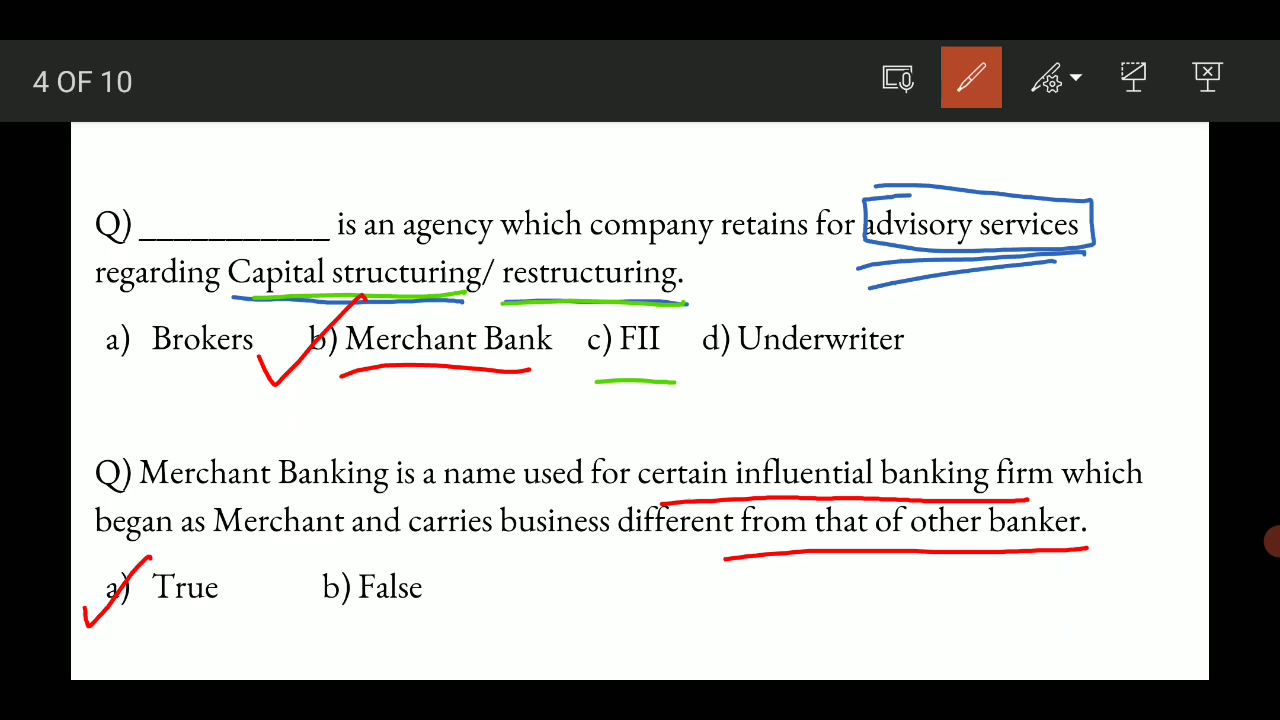 4 OF 10
Q) ___________ is an agency which company retains for advisory services
regarding Capital structuring/ restructuring.
a) Brokers b) Merchant Bank c) FII d) Underwriter
Q) Merchant Banking is a name used for certain influential banking firm which
began as Merchant and carries business different from that of other banker.
a) True b) False